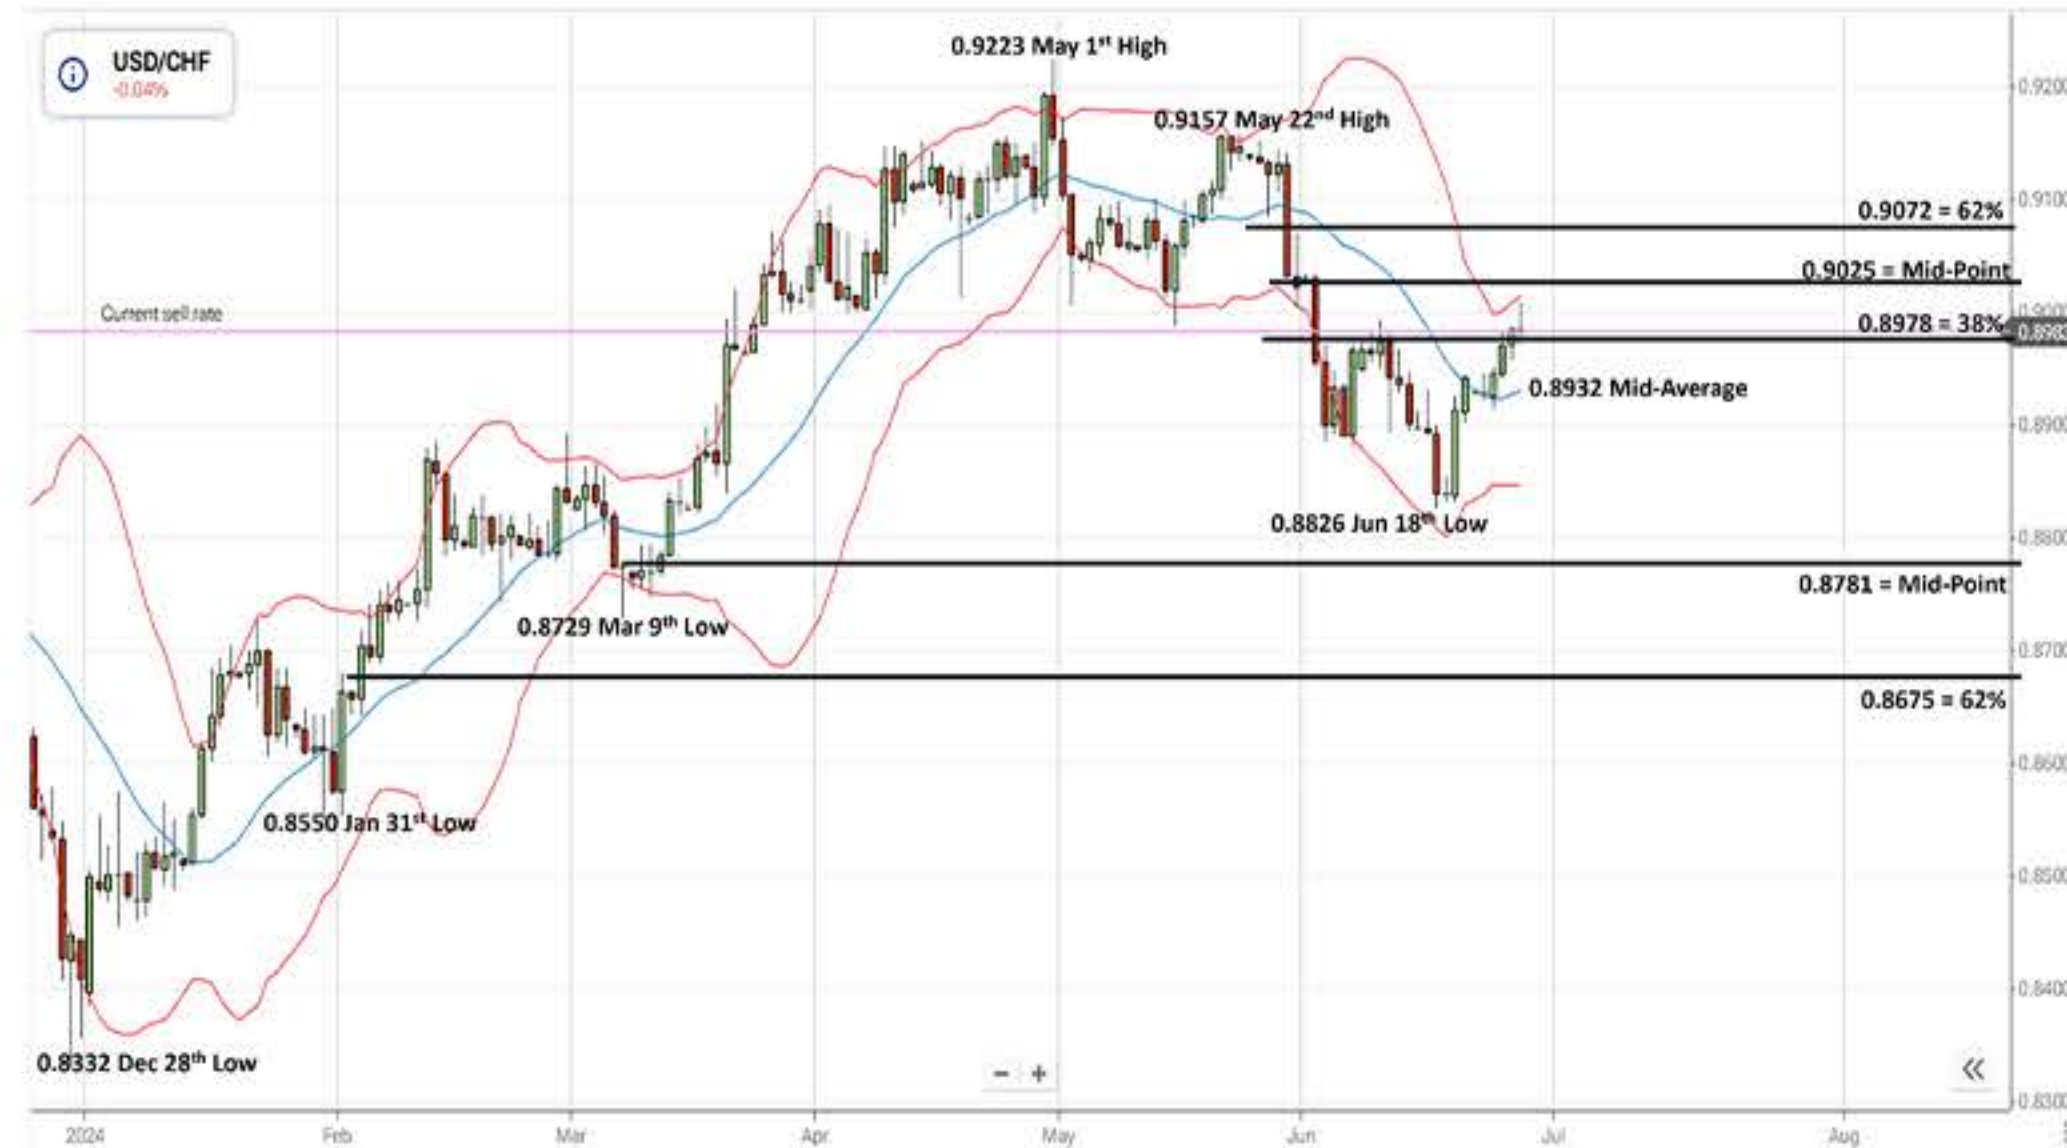 USD/CHF
-0.04%
0.9223 May 1st High
0.9157 May 22nd High
0.9072 = 62%
0.9025 = Mid-Point
Current sell rate
0.8978 = 38%
0.8932 Mid-Average
0.8826 Jun 18th Low
0.8781 = Mid-Point
0.8729 Mar 9th Low
0.8675 = 62%
0.8550 Jan 31st Low
0.8332 Dec 28th Low
0.9200
0.9100
0.9000
0.8900
0.8800
0.8700
0.8600
0.8500
0.8400
0.8300
- +
«
2024 Feb Mar Apr May Jun Jul Aug